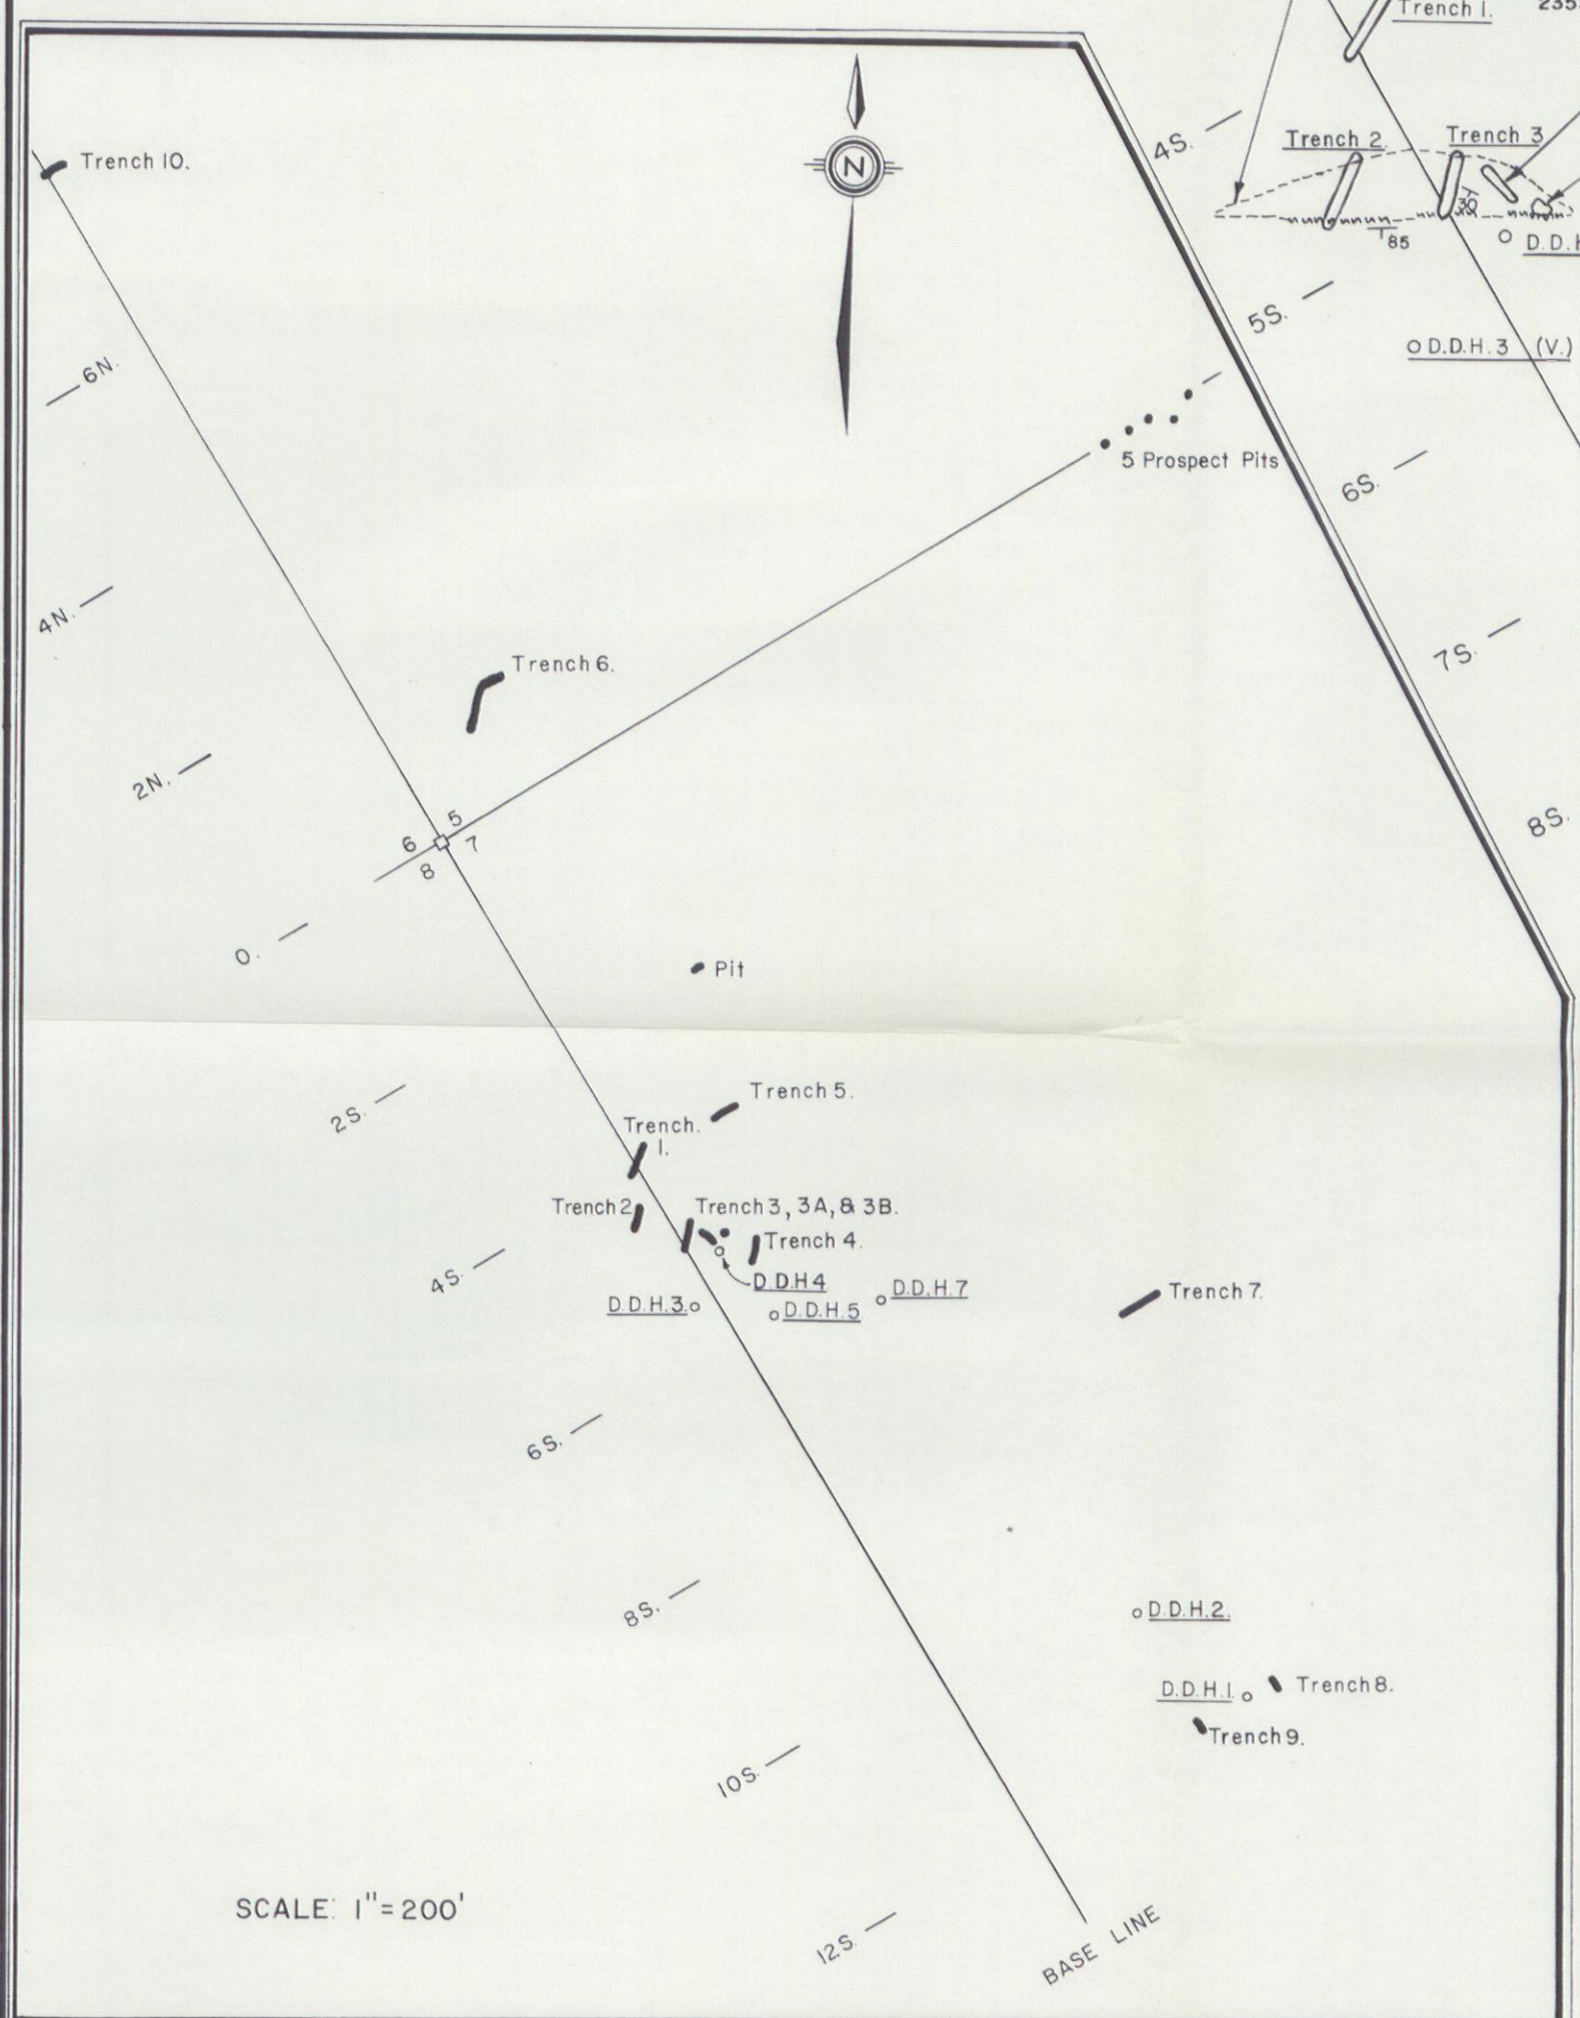 Trench 1.
Trench 10.
N
4S.
Trench 2.
Trench 3
30
85
5S.
D.D.H.3 (V.)
6N.
5 Prospect Pits
6S.
4N.
7S.
Trench 6.
2N.
8S.
5
6
7
8
0.
Pit
2S.
Trench 5.
Trench.
1.
Trench 2
Trench 3, 3A, & 3B.
Trench 4.
4S.
D.D.H.4
D.D.H.3.
D.D.H.5
D.D.H.7
Trench 7.
6S.
8S.
D.D.H.2.
D.D.H.1.
Trench 8.
Trench 9.
10S.
SCALE: 1"=200'
12S.
BASE LINE